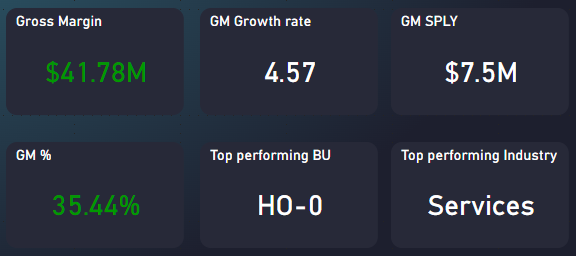 Gross Margin
GM Growth rate
GM SPLY
$41.78M
4.57
$7.5M
GM %
Top performing BU
Top performing Industry
35.44%
HO-0
Services